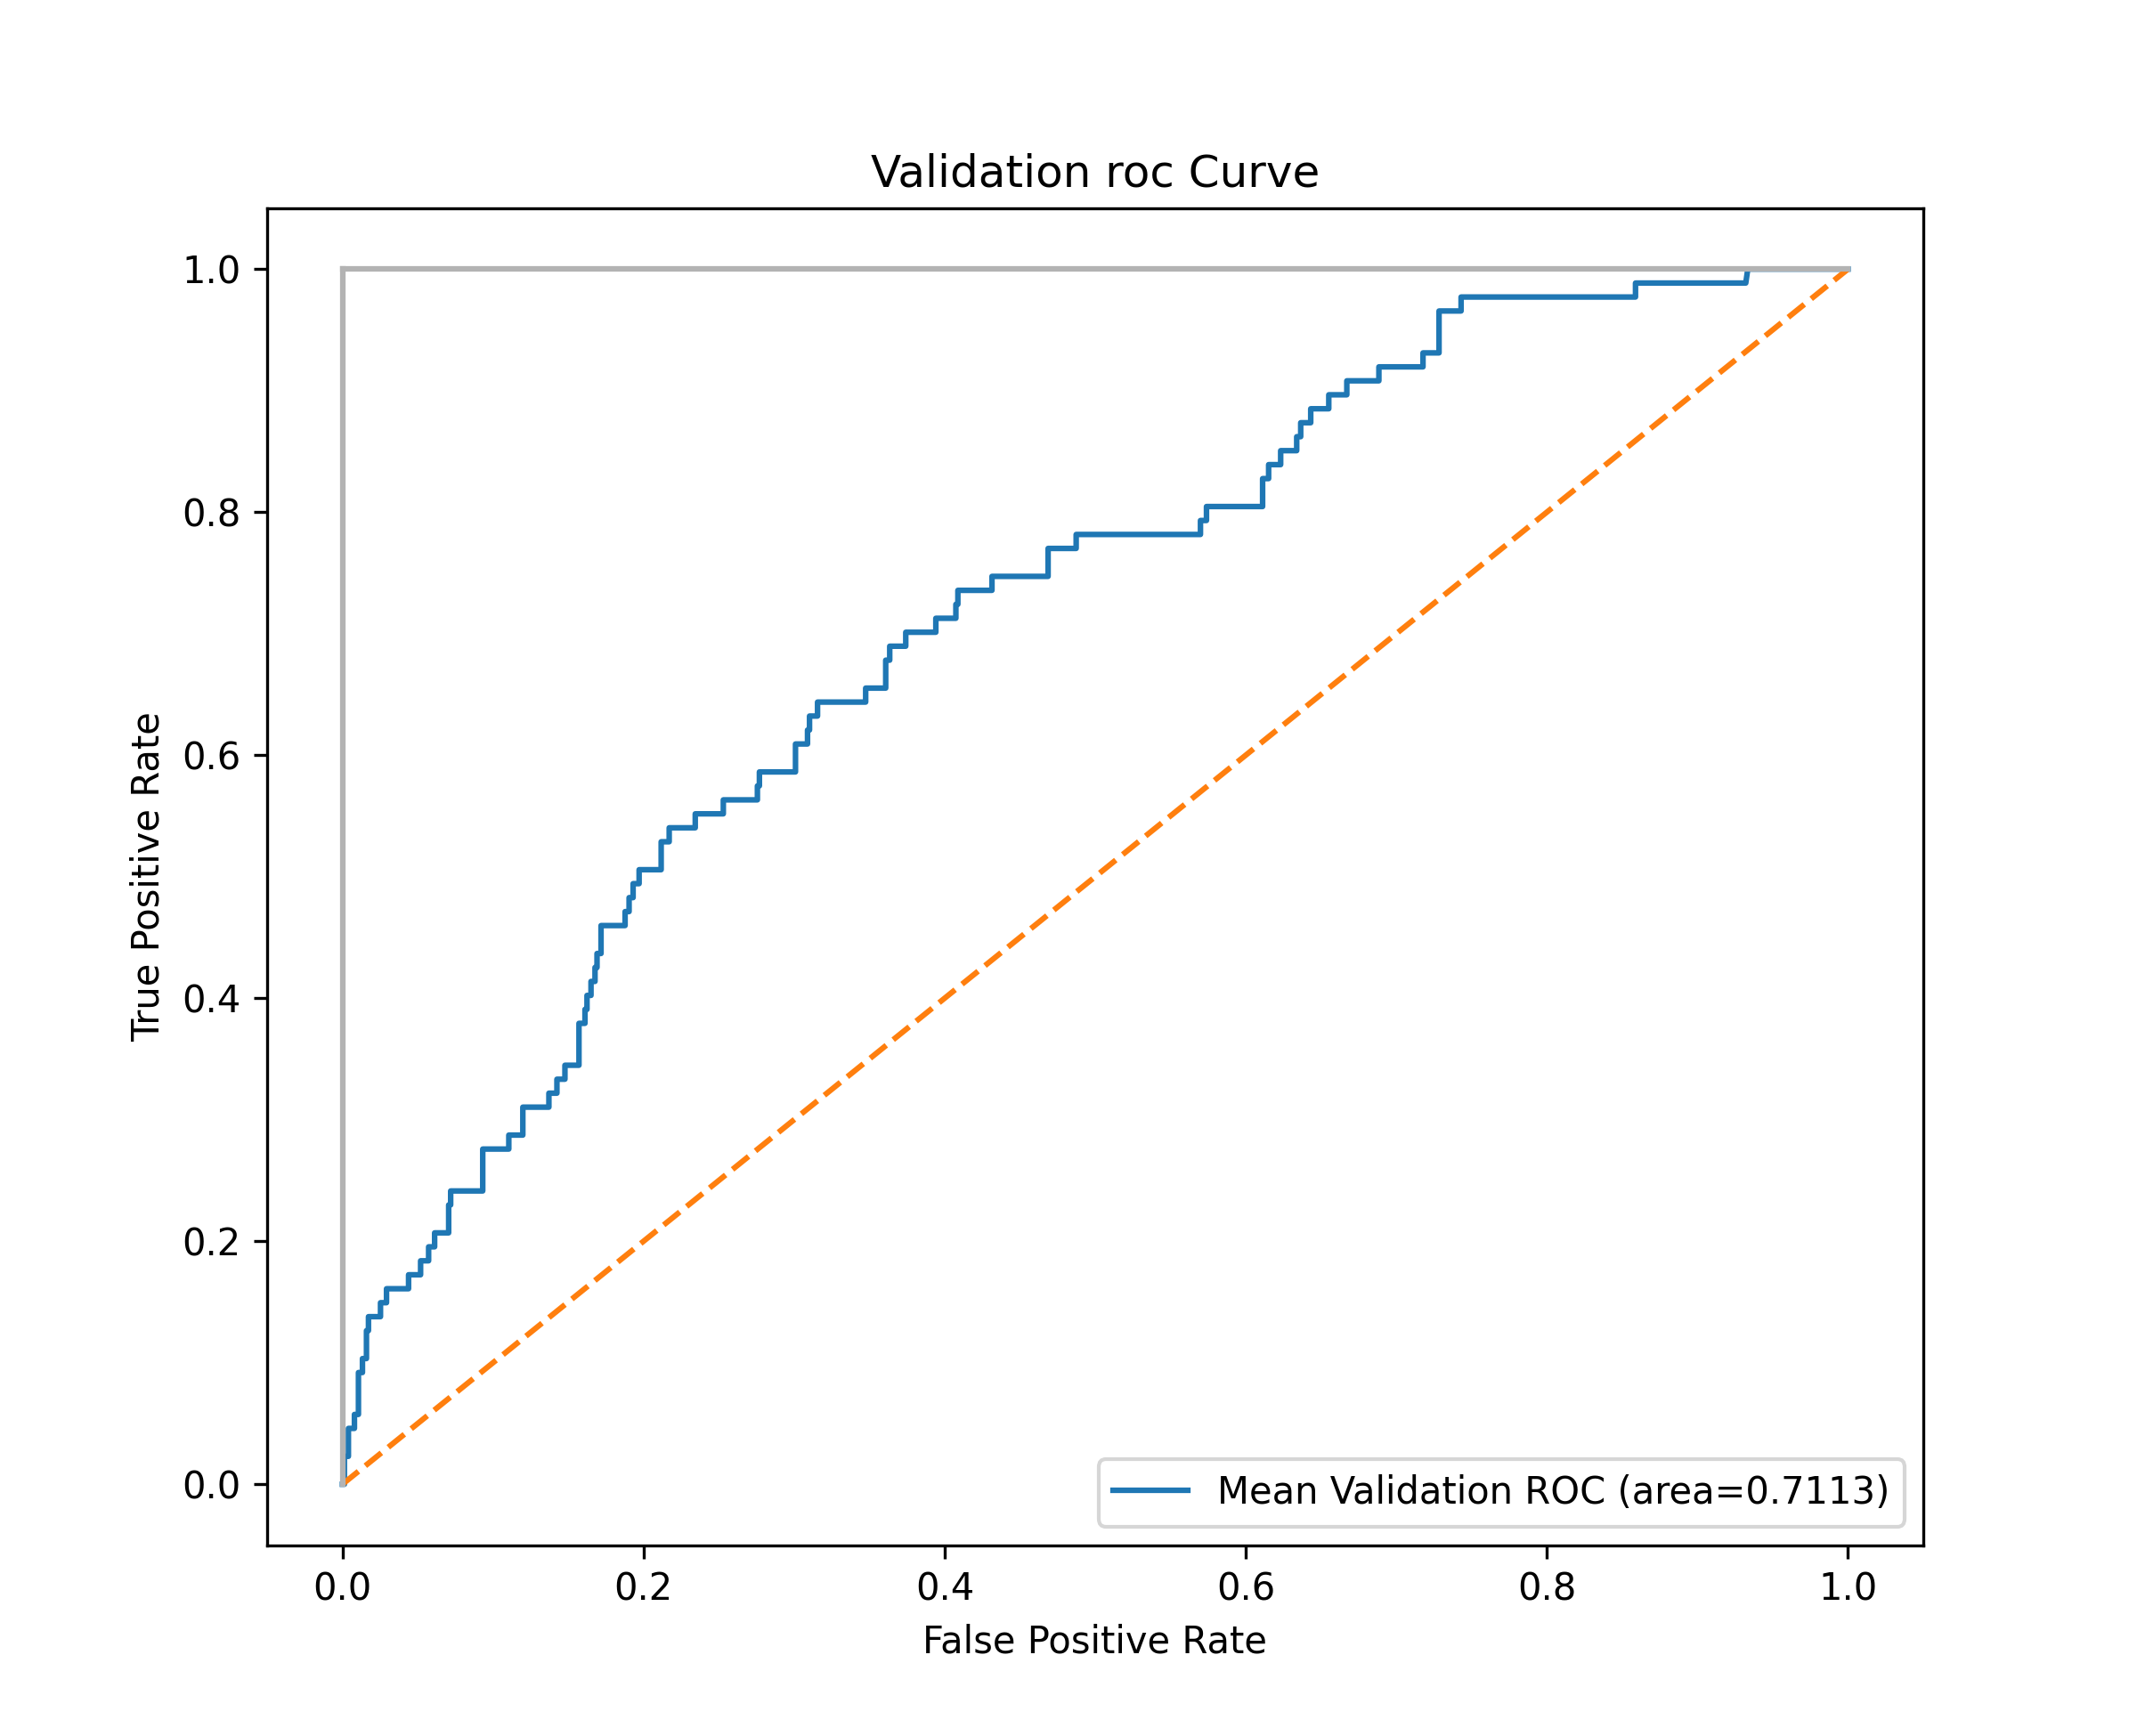 Validation roc Curve
1.0
0.8
0.6
0.4
0.2
0.0
True Positive Rate
Mean Validation ROC (area=0.7113)
0.0 0.2 0.4 0.6 0.8 1.0
False Positive Rate